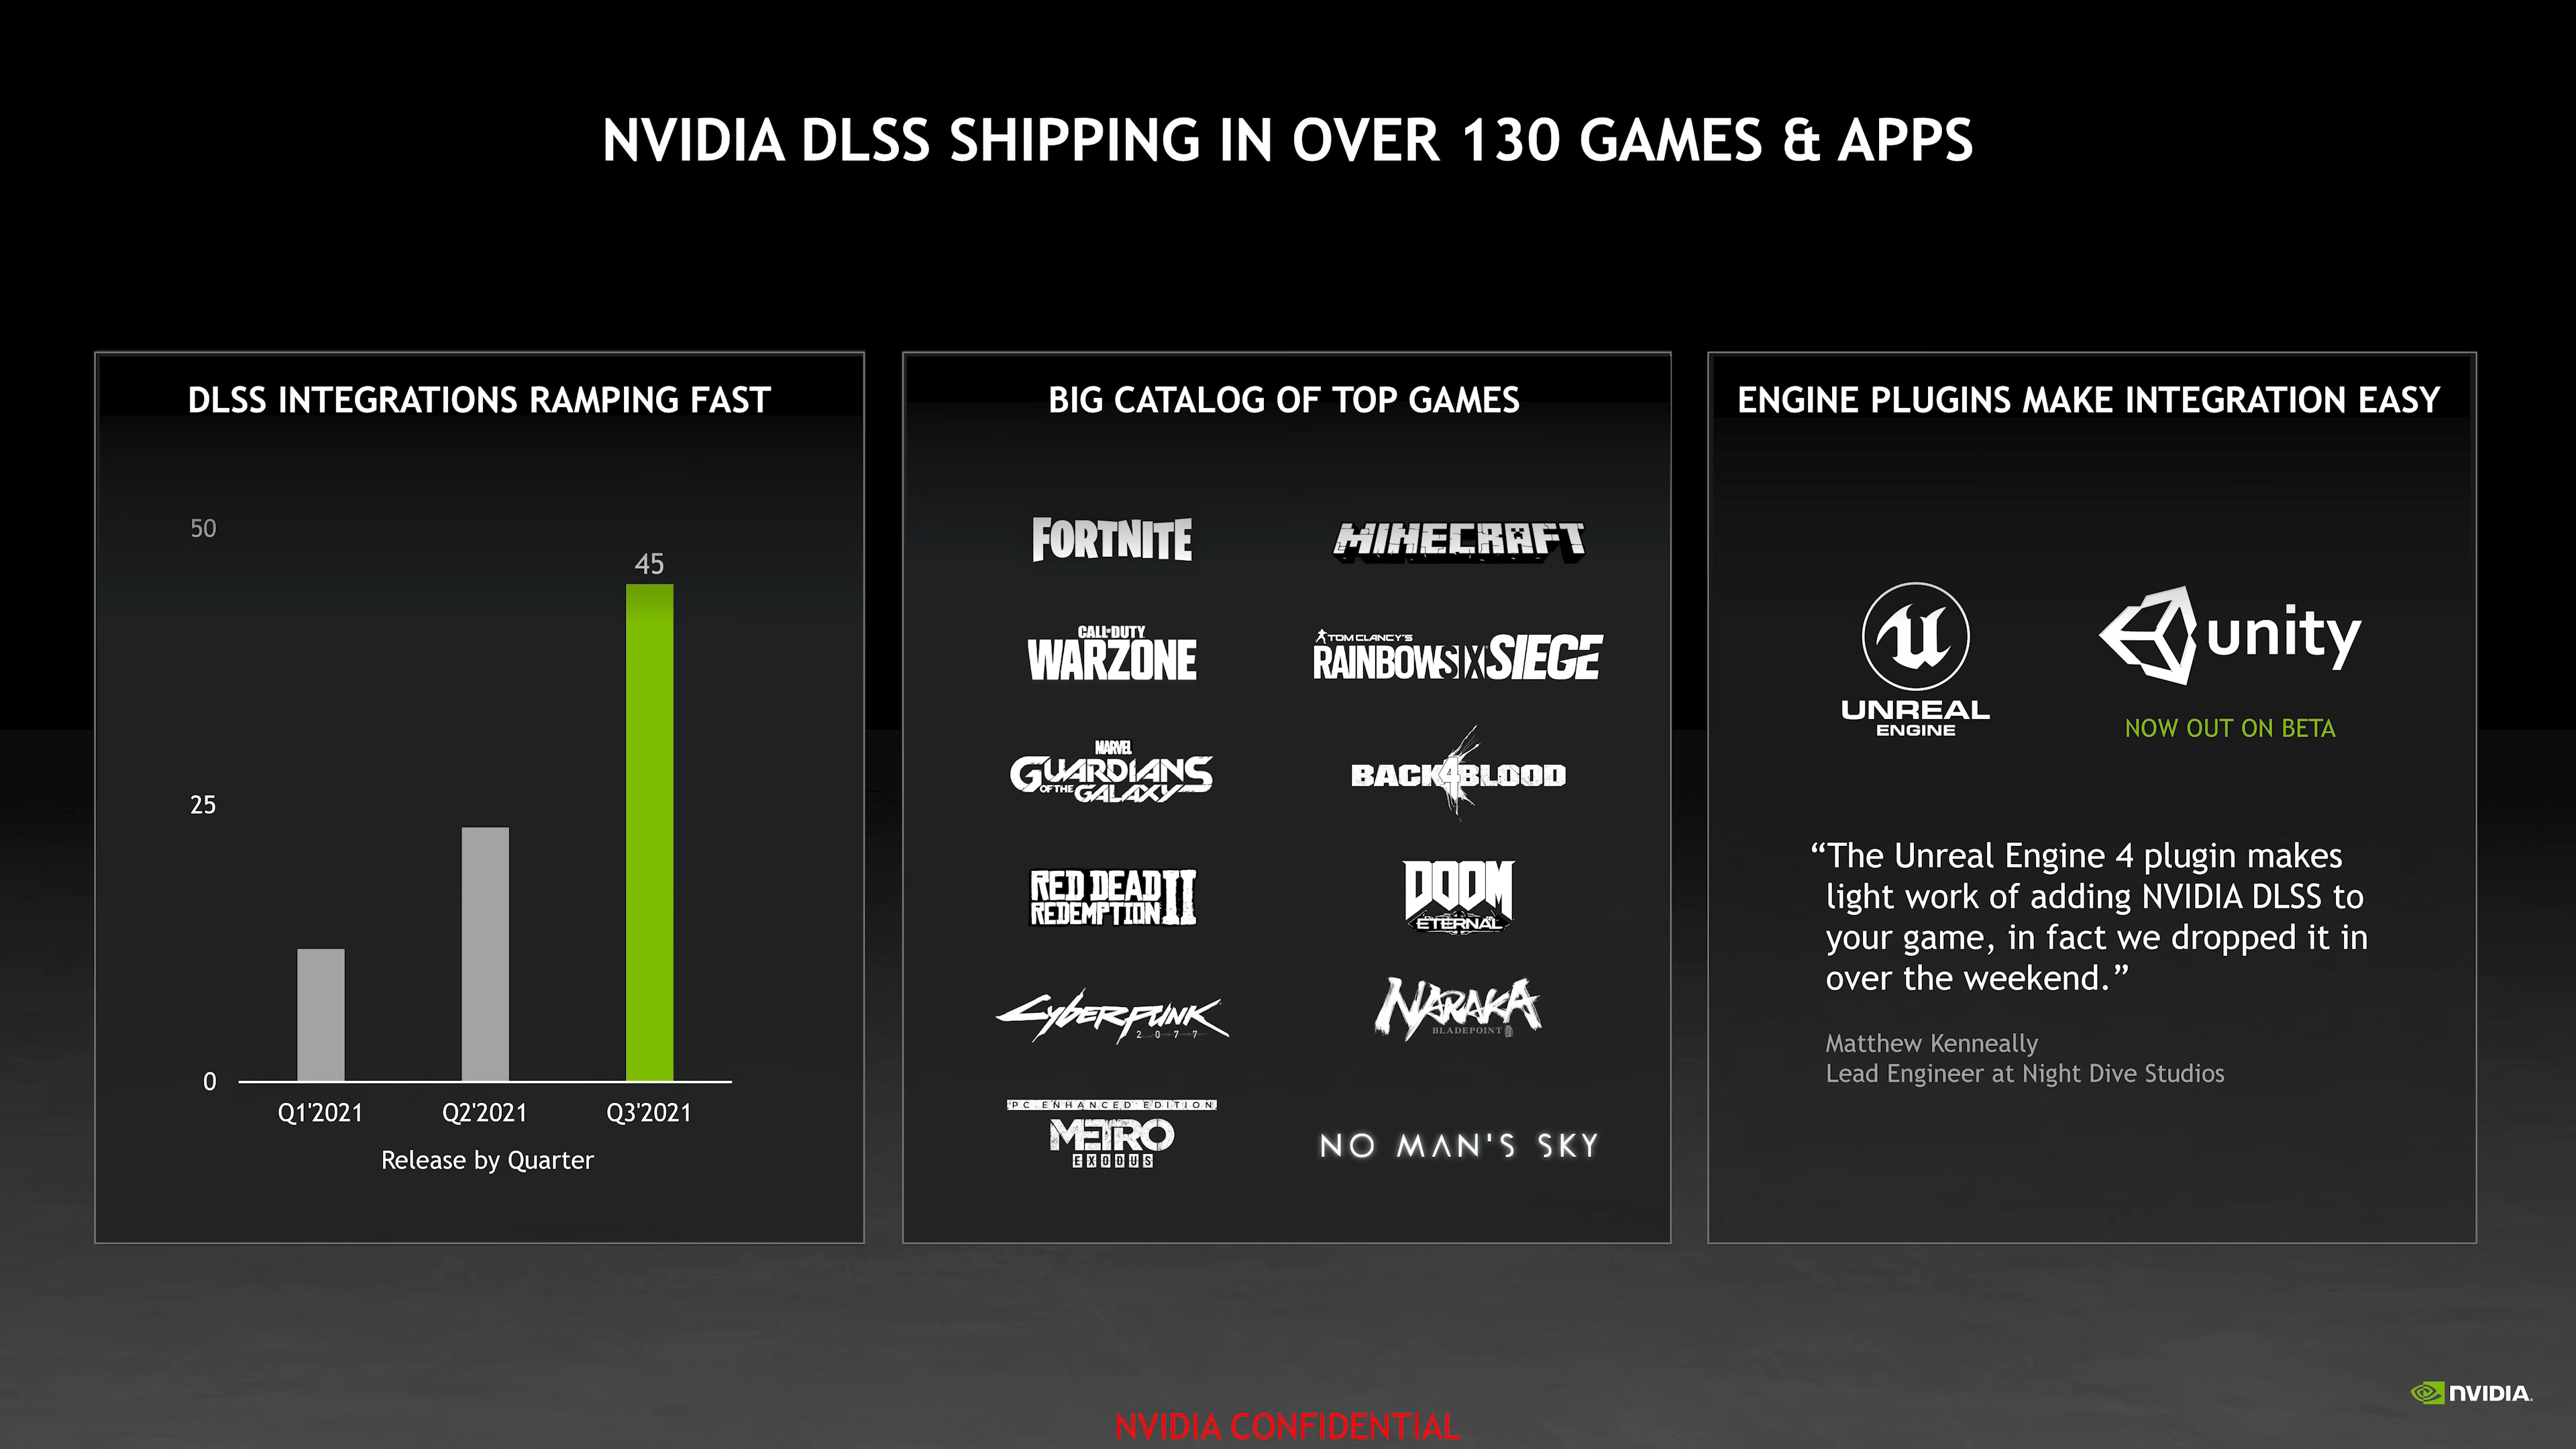 NVIDIA DLSS SHIPPING IN OVER 130 GAMES & APPS
DLSS INTEGRATIONS RAMPING FAST
50
45
25
0
Q1'2021 Q2'2021 Q3'2021
Release by Quarter
BIG CATALOG OF TOP GAMES
FORTNITE
MINECRAFT
CALL OF DUTY
WARZONE
TOM CLANCY'S
RAINBOWSIX SIEGE
MARVEL
GUARDIANS
OF THE GALAXY
BACK4BLOOD
RED DEAD
REDEMPTION II
DOOM
ETERNAL
CYBERPUNK
2077
NARAKA
BLADEPOINT
PC ENHANCED EDITION
METRO
EXODUS
NO MAN'S SKY
ENGINE PLUGINS MAKE INTEGRATION EASY
UNREAL
ENGINE
unity
NOW OUT ON BETA
“The Unreal Engine 4 plugin makes
light work of adding NVIDIA DLSS to
your game, in fact we dropped it in
over the weekend.”
Matthew Kenneally
Lead Engineer at Night Dive Studios
NVIDIA.
NVIDIA CONFIDENTIAL